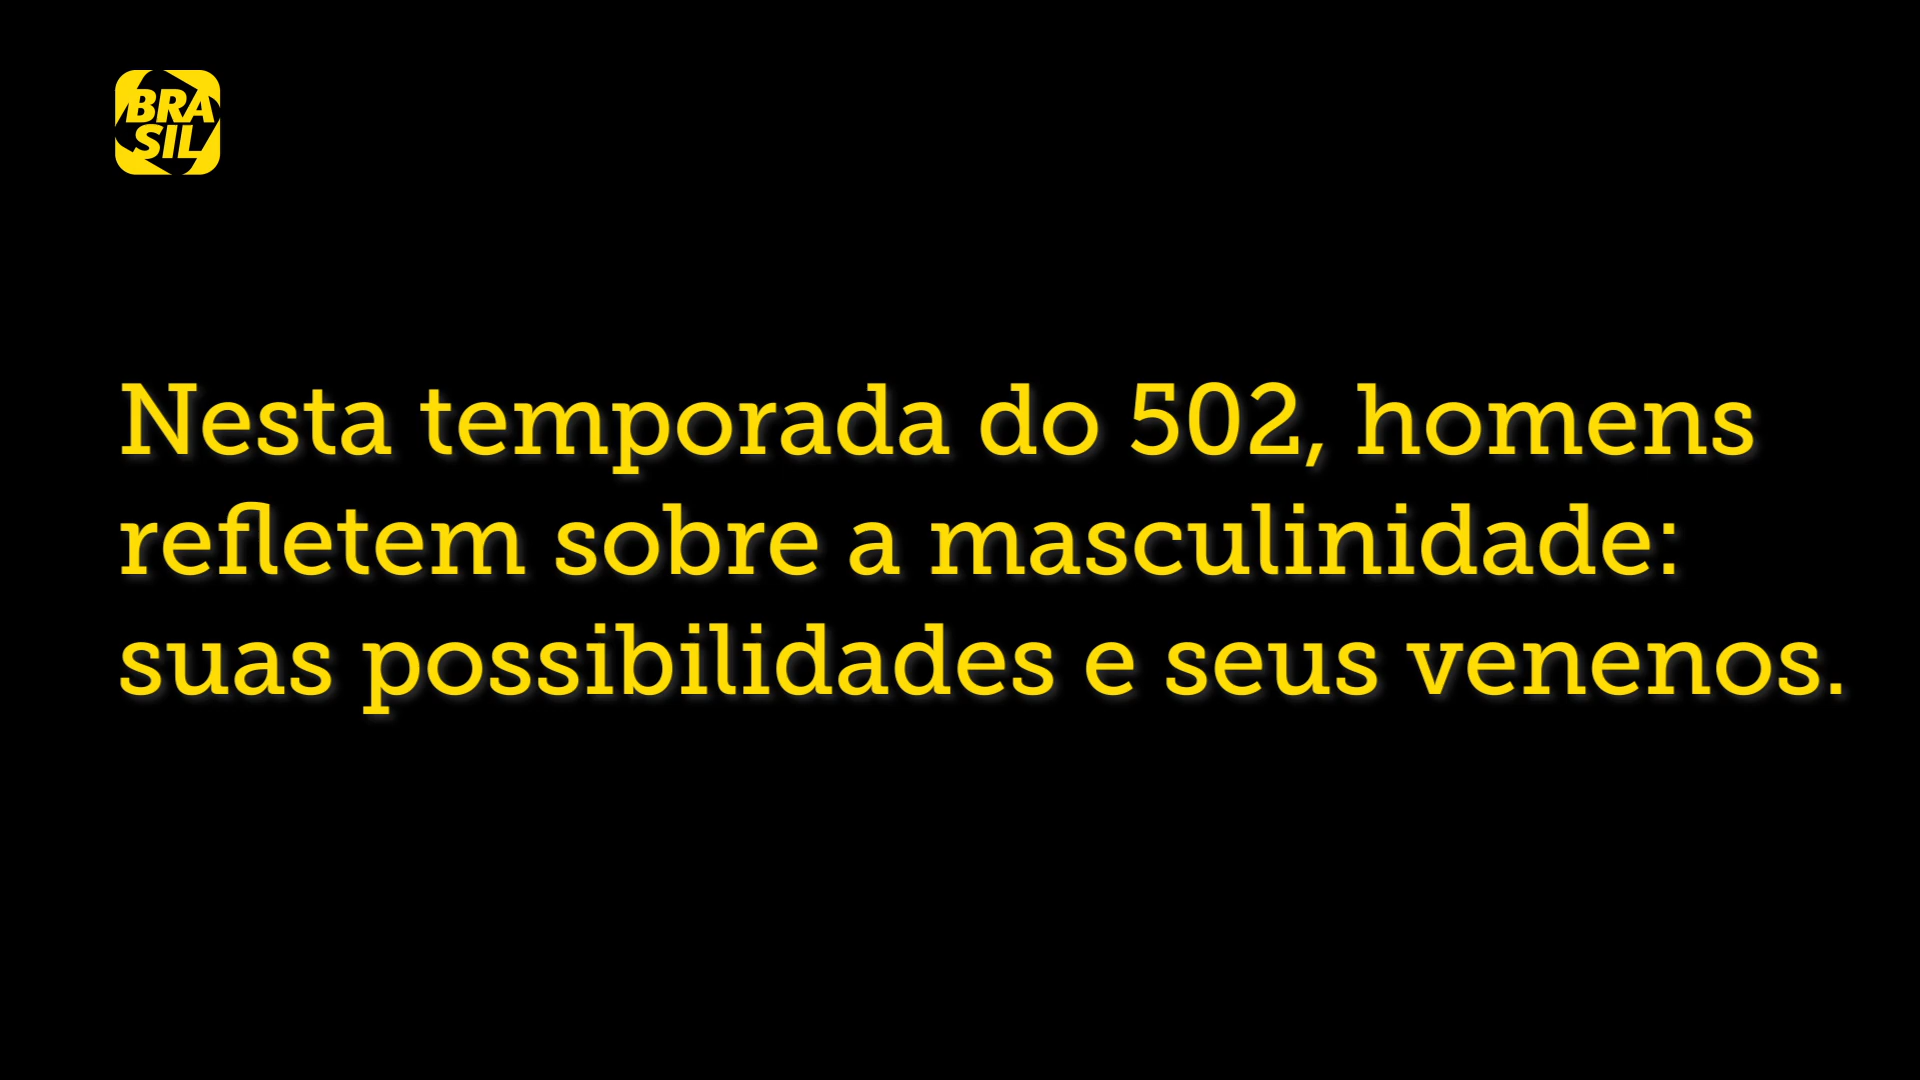 BRA
SIL
Nesta temporada do 502, homens
refletem sobre a masculinidade:
suas possibilidades e seus venenos.